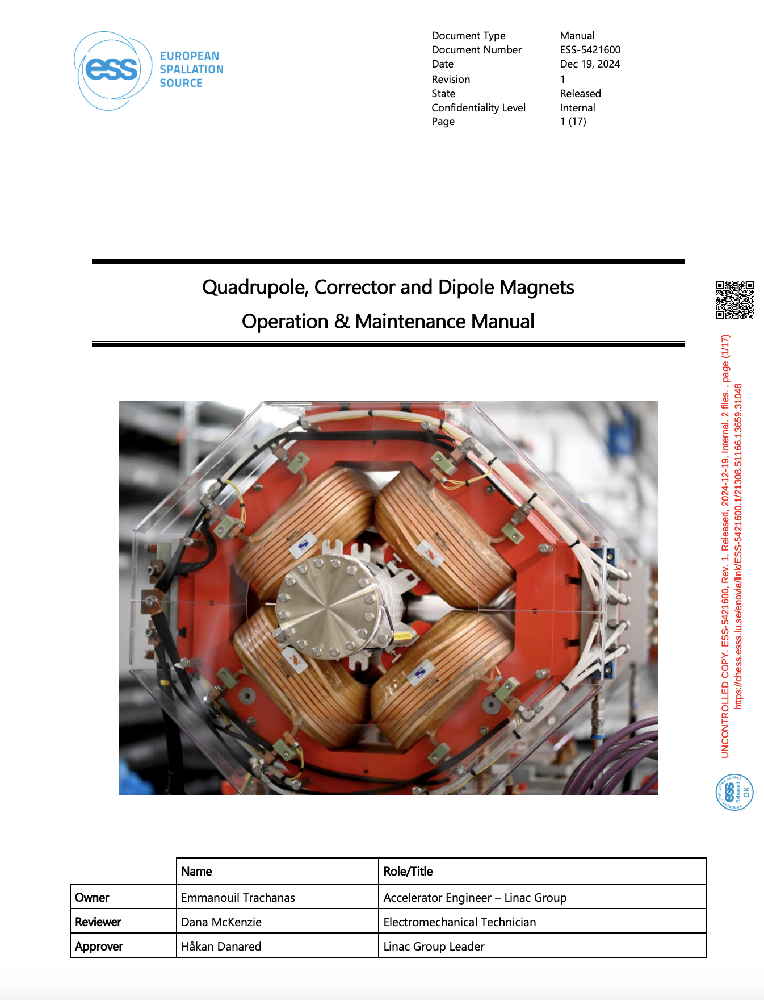 ess
EUROPEAN
SPALLATION
SOURCE
Document Type Manual
Document Number ESS-5421600
Date Dec 19, 2024
Revision 1
State Released
Confidentiality Level Internal
Page 1 (17)
Quadrupole, Corrector and Dipole Magnets
Operation & Maintenance Manual
S
N
N
S
UNCONTROLLED COPY. ESS-5421600, Rev. 1, Released, 2024-12-19, Internal. 2 files. , page (1/17)
https://chess.esss.lu.se/enovia/link/ESS-5421600.1/21308.51166.13659.31048
EUROPEAN SPALLATION SOURCE
ess
Released
OK
Name Role/Title
Owner Emmanouil Trachanas Accelerator Engineer – Linac Group
Reviewer Dana McKenzie Electromechanical Technician
Approver Håkan Danared Linac Group Leader